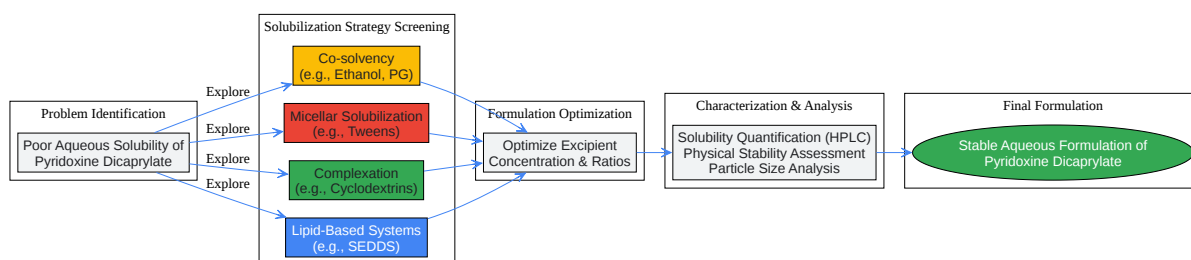 Problem Identification
Poor Aqueous Solubility of
Pyridoxine Dicaprylate
Explore
Explore
Explore
Explore
Solubilization Strategy Screening
Co-solvency
(e.g., Ethanol, PG)
Micellar Solubilization
(e.g., Tweens)
Complexation
(e.g., Cyclodextrins)
Lipid-Based Systems
(e.g., SEDDS)
Formulation Optimization
Optimize Excipient
Concentration & Ratios
Characterization & Analysis
Solubility Quantification (HPLC)
Physical Stability Assessment
Particle Size Analysis
Final Formulation
Stable Aqueous Formulation of
Pyridoxine Dicaprylate